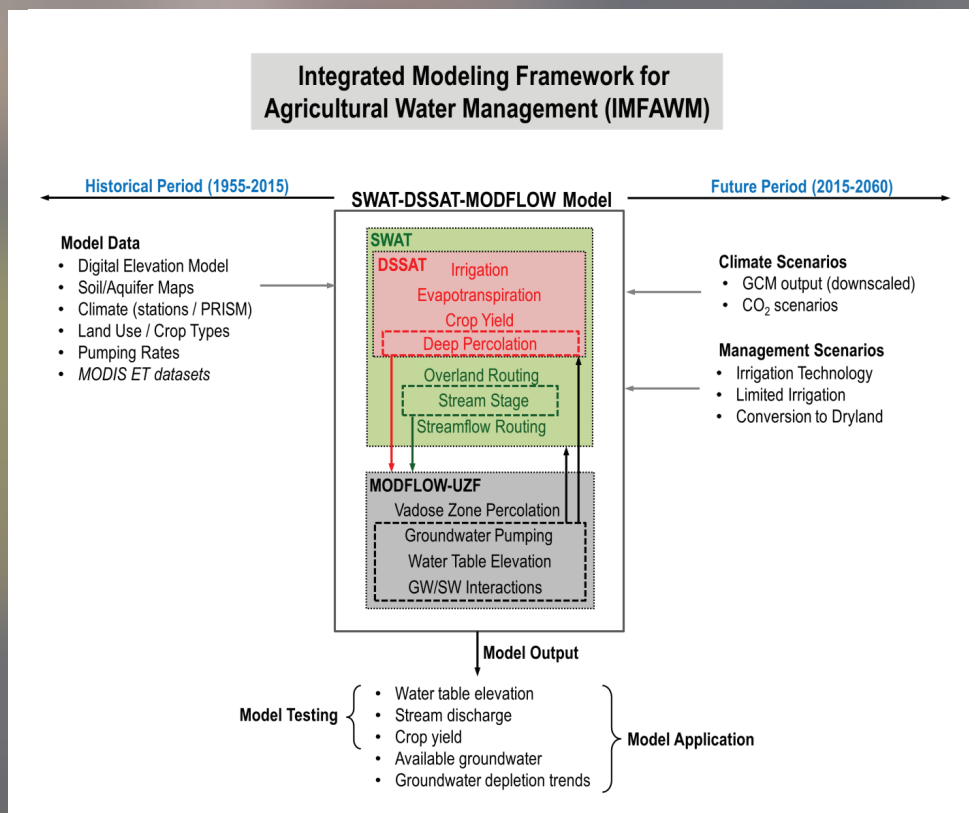 Integrated Modeling Framework for
Agricultural Water Management (IMFAWM)
Historical Period (1955-2015)
Future Period (2015-2060)
SWAT-DSSAT-MODFLOW Model
Model Data
• Digital Elevation Model
• Soil/Aquifer Maps
• Climate (stations / PRISM)
• Land Use / Crop Types
• Pumping Rates
• MODIS ET datasets
SWAT
DSSAT
Irrigation
Evapotranspiration
Crop Yield
Deep Percolation
Overland Routing
Stream Stage
Streamflow Routing
MODFLOW-UZF
Vadose Zone Percolation
Groundwater Pumping
Water Table Elevation
GW/SW Interactions
Climate Scenarios
• GCM output (downscaled)
• CO₂ scenarios
Management Scenarios
• Irrigation Technology
• Limited Irrigation
• Conversion to Dryland
Model Output
Model Testing
• Water table elevation
• Stream discharge
• Crop yield
• Available groundwater
• Groundwater depletion trends
Model Application